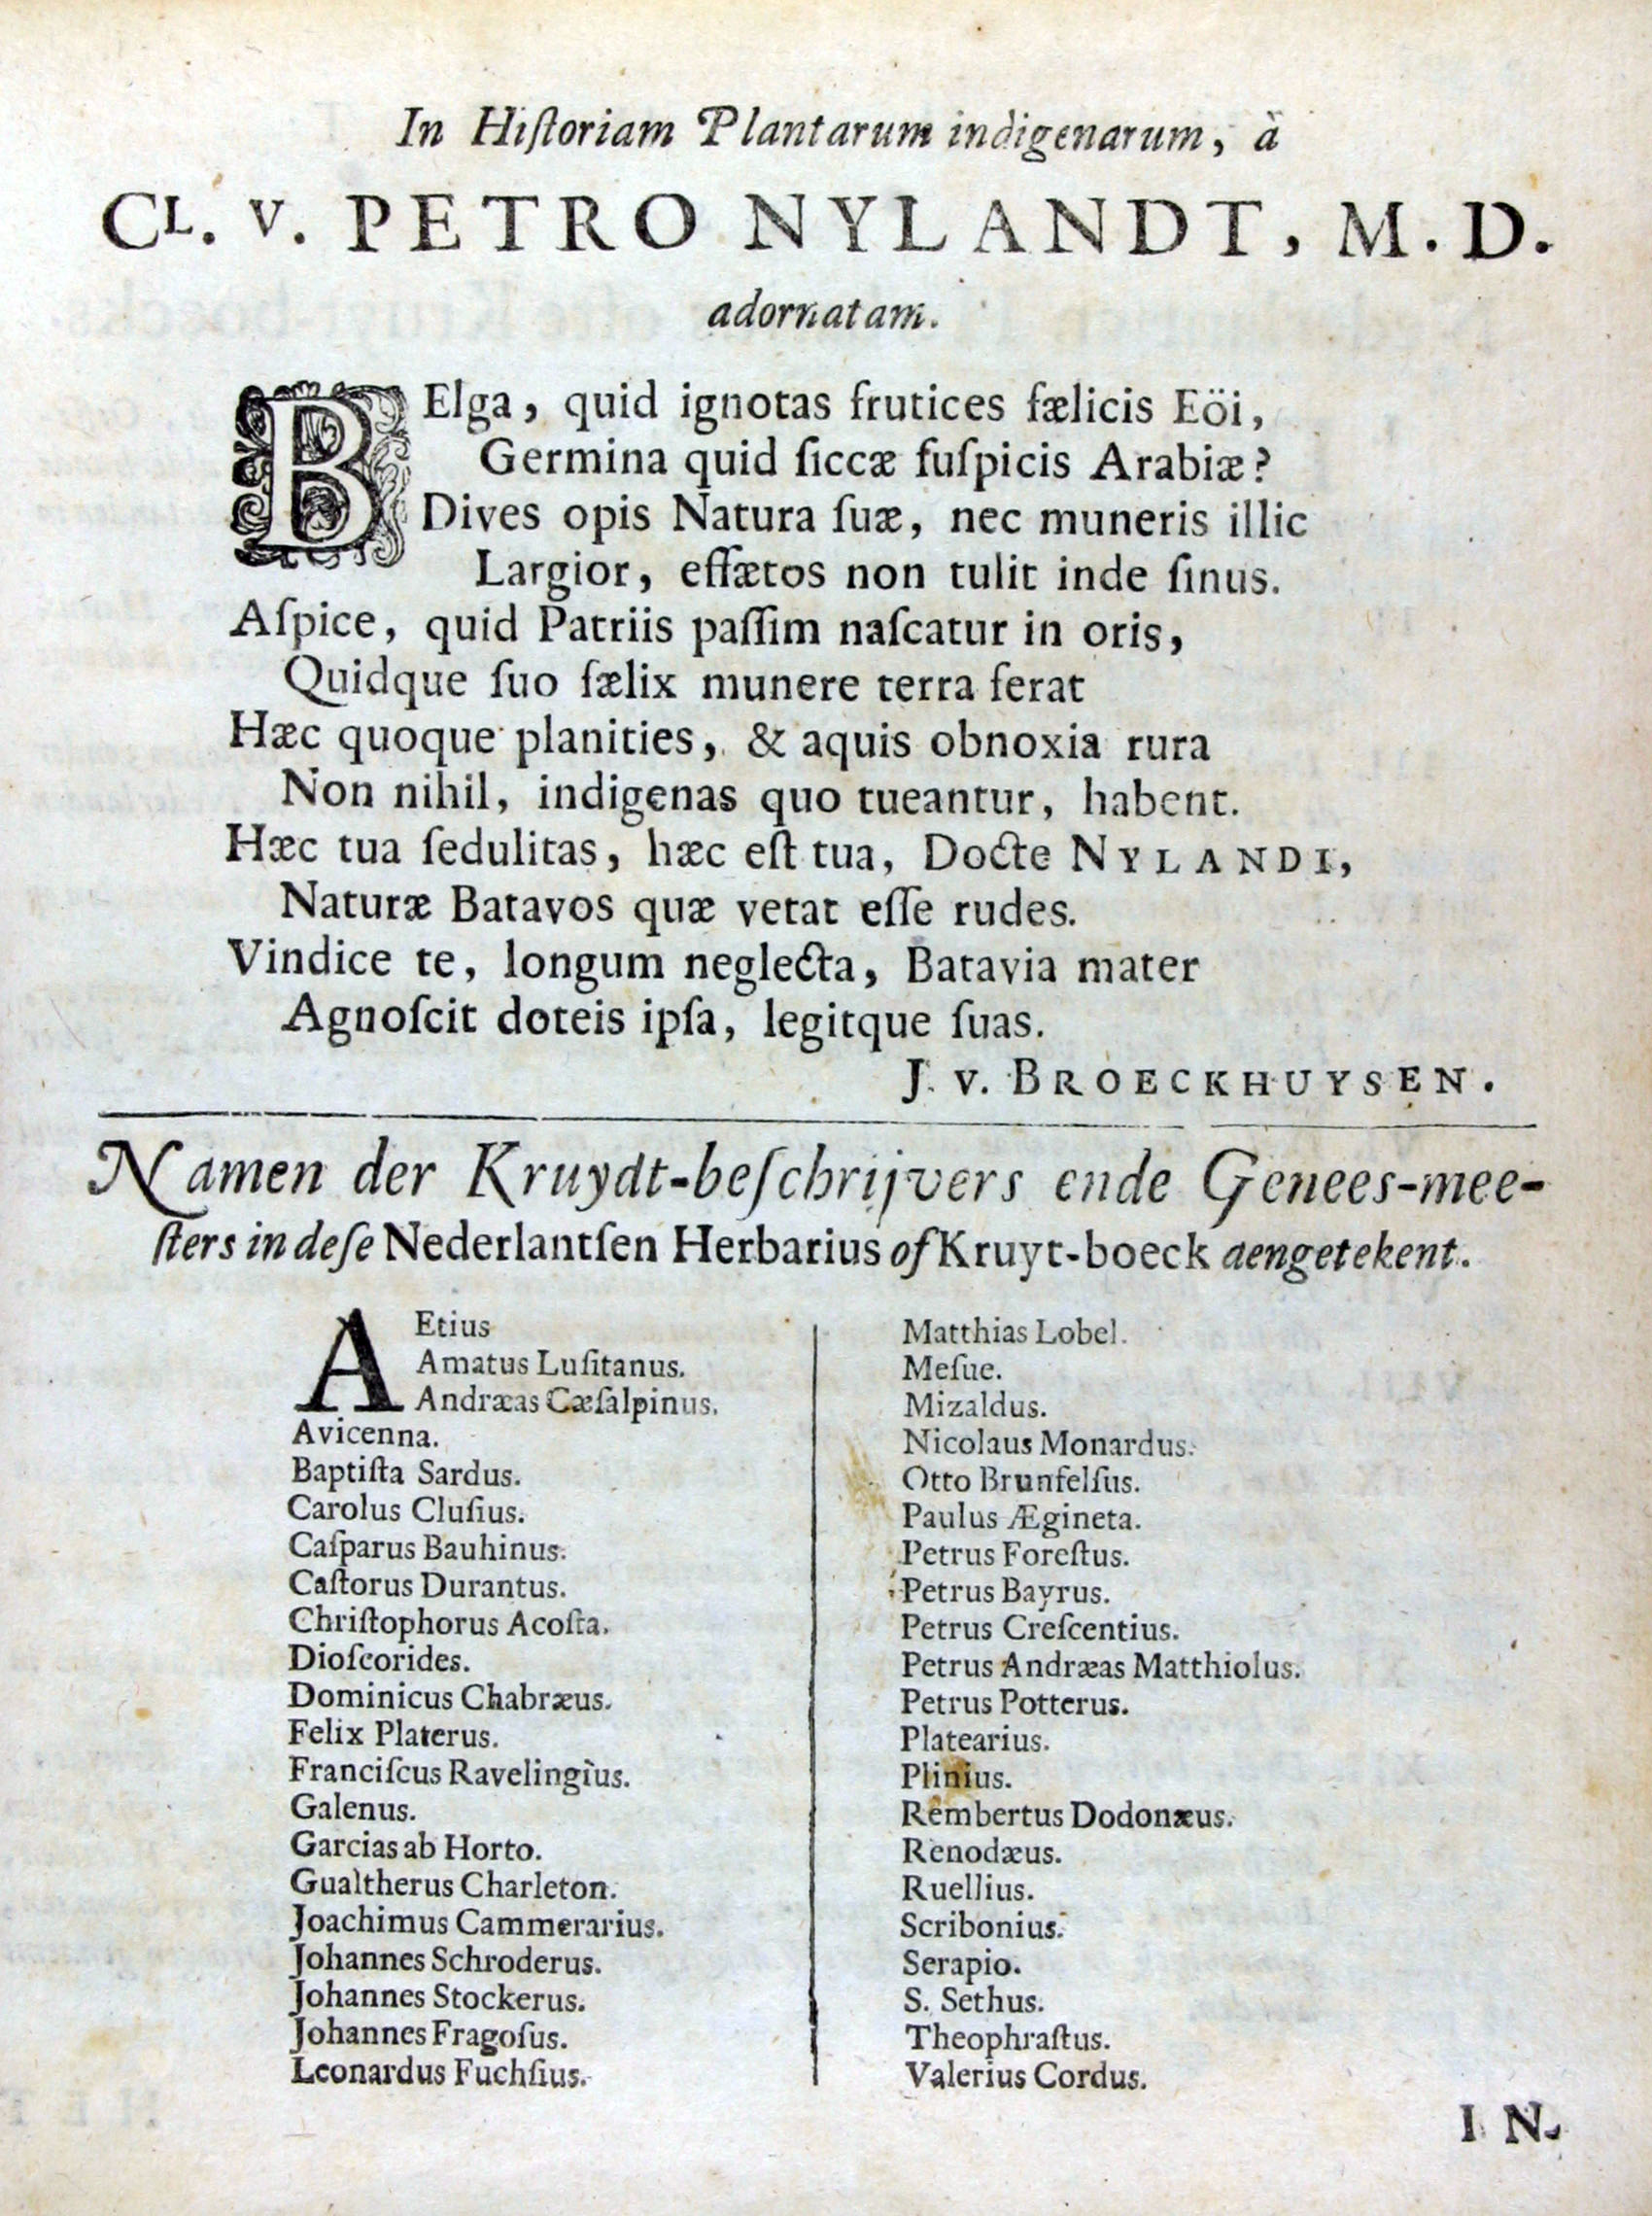 In Hiſtoriam Plantarum indigenarum, à
CL. V. PETRO NYLANDT, M. D.
adornatam.
BElga, quid ignotas frutices fælicis Eöi,
Germina quid ſiccæ ſuſpicis Arabiæ?
Dives opis Natura ſuæ, nec muneris illic
Largior, effætos non tulit inde ſinus.
Aſpice, quid Patriis paſſim naſcatur in oris,
Quidque ſuo fælix munere terra ferat
Hæc quoque planities, & aquis obnoxia rura
Non nihil, indigenas quo tueantur, habent.
Hæc tua ſedulitas, hæc eſt tua, Docte NYLANDI,
Naturæ Batavos quæ vetat eſſe rudes.
Vindice te, longum neglecta, Batavia mater
Agnoſcit doteis ipſa, legitque ſuas.
J. V. BROECKHUYSEN.
Namen der Kruydt-beſchrijvers ende Genees-mee-
ſters in deſe Nederlantſen Herbarius of Kruyt-boeck aengetekent.
AEtius
Amatus Luſitanus.
Andræas Cæſalpinus.
Avicenna.
Baptiſta Sardus.
Carolus Cluſius.
Caſparus Bauhinus.
Caſtorus Durantus.
Chriſtophorus Acoſta.
Dioſcorides.
Dominicus Chabræus.
Felix Platerus.
Franciſcus Ravelingius.
Galenus.
Garcias ab Horto.
Gualtherus Charleton.
Joachimus Cammerarius.
Johannes Schroderus.
Johannes Stockerus.
Johannes Fragoſus.
Leonardus Fuchſius.
Matthias Lobel.
Meſue.
Mizaldus.
Nicolaus Monardus.
Otto Brunfelſus.
Paulus Ægineta.
Petrus Foreſtus.
Petrus Bayrus.
Petrus Creſcentius.
Petrus Andræas Matthiolus.
Petrus Potterus.
Platearius.
Plinius.
Rembertus Dodonæus.
Renodæus.
Ruellius.
Scribonius.
Serapio.
S. Sethus.
Theophraſtus.
Valerius Cordus.
IN-